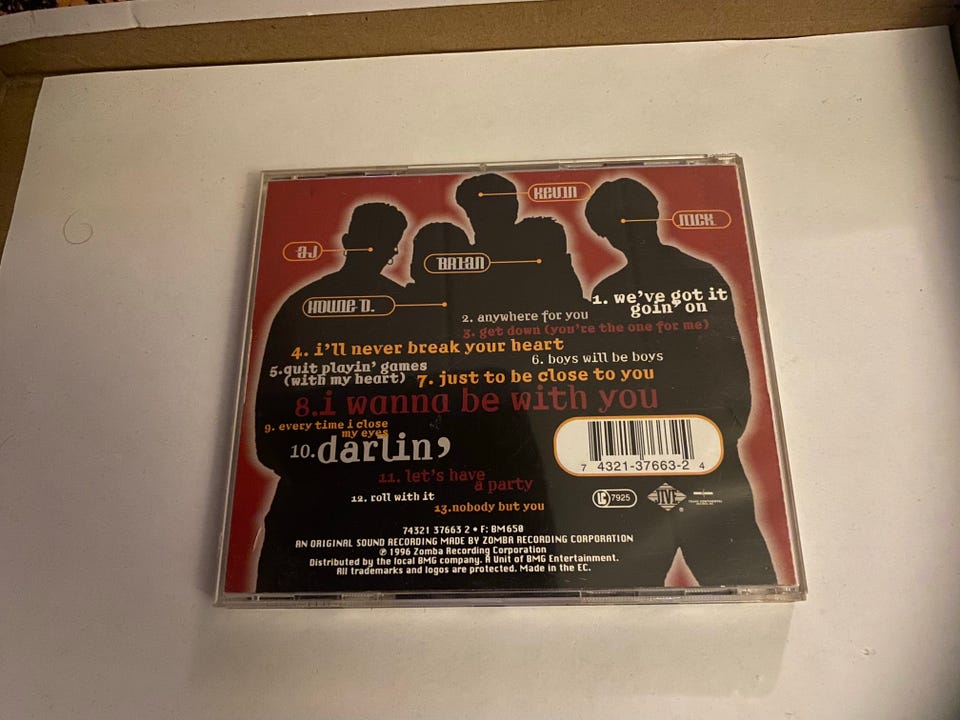 KEVIN
NICK
AJ
BRIAN
HOWIE D.
1. we've got it
goin' on
2. anywhere for you
3. get down (you're the one for me)
4. i'll never break your heart
5.quit playin' games
(with my heart)
6. boys will be boys
7. just to be close to you
8.i wanna be with you
9. every time i close
my eyes
10.darlin'
11. let's have
a party
12. roll with it
13.nobody but you
7 4321-37663-2 4
LC 7925
JIVE
®
74321 37663 2 • F: BM650
AN ORIGINAL SOUND RECORDING MADE BY ZOMBA RECORDING CORPORATION
℗ 1996 Zomba Recording Corporation
Distributed by the local BMG company. A Unit of BMG Entertainment.
All trademarks and logos are protected. Made in the EC.